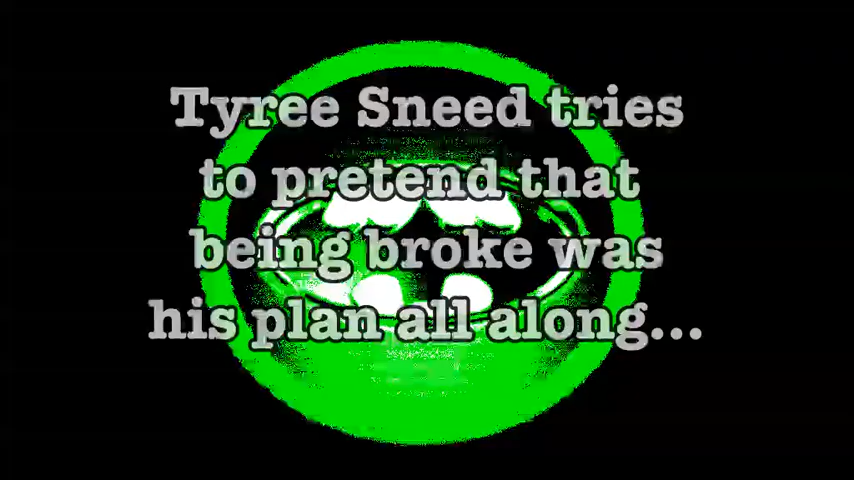 Tyree Sneed tries
to pretend that
being broke was
his plan all along...